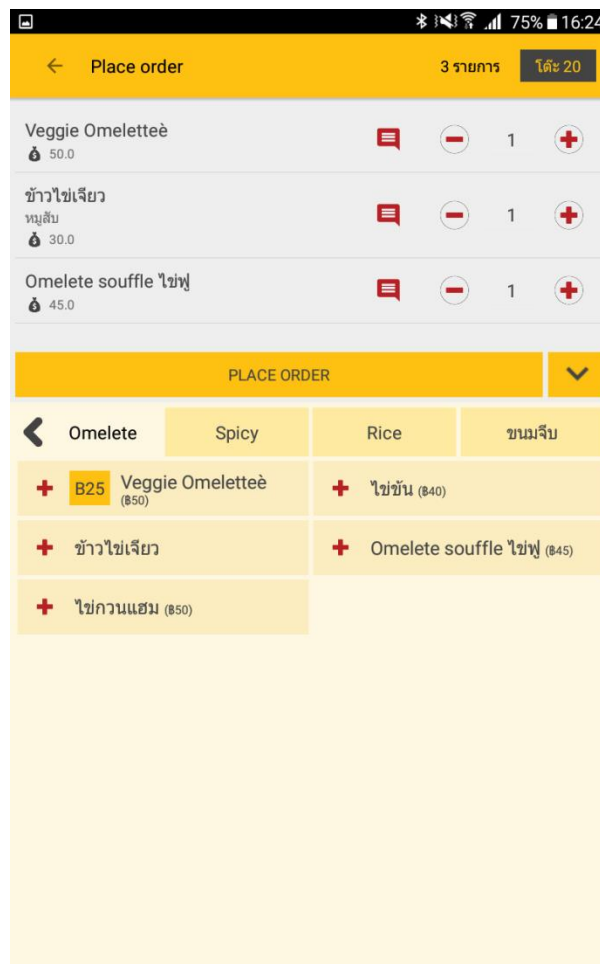 75% 16:24
Place order 3 รายการ โต๊ะ 20
Veggie Omeletteè
50.0
1
ข้าวไข่เจียว
หมูสับ
30.0
1
Omelete souffle ไข่ฟู
45.0
1
PLACE ORDER
Omelete Spicy Rice ขนมจีบ
B25 Veggie Omeletteè
(฿50)
ไข่ข้น (฿40)
ข้าวไข่เจียว
Omelete souffle ไข่ฟู (฿45)
ไข่กวนแฮม (฿50)